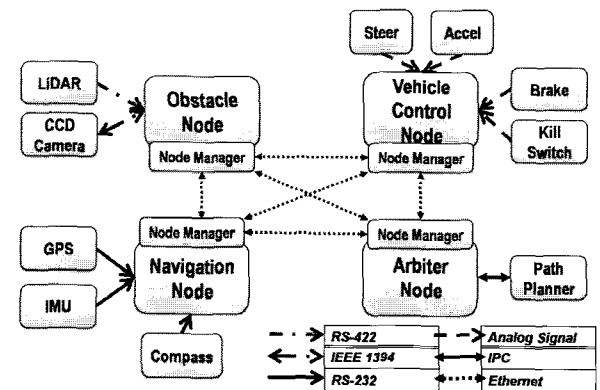 Steer
Accel
LiDAR
CCD
Camera
Obstacle
Node
Node Manager
Vehicle
Control
Node
Node Manager
Brake
Kill
Switch
GPS
IMU
Compass
Node Manager
Navigation
Node
Node Manager
Arbiter
Node
Path
Planner
RS-422
Analog Signal
IEEE 1394
IPC
RS-232
Ethernet